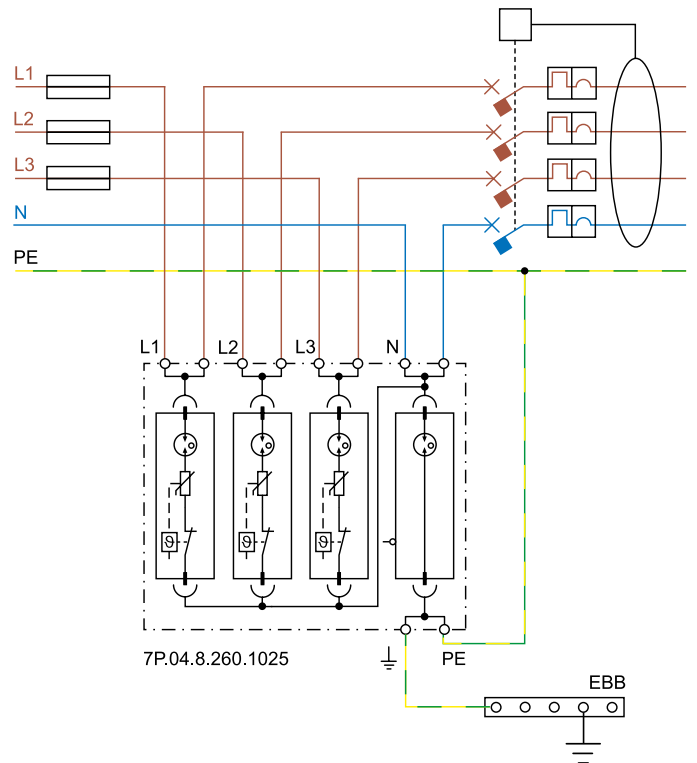 L1
L2
L3
N
PE
L1 L2 L3 N
ϑ ϑ ϑ
7P.04.8.260.1025
PE
EBB